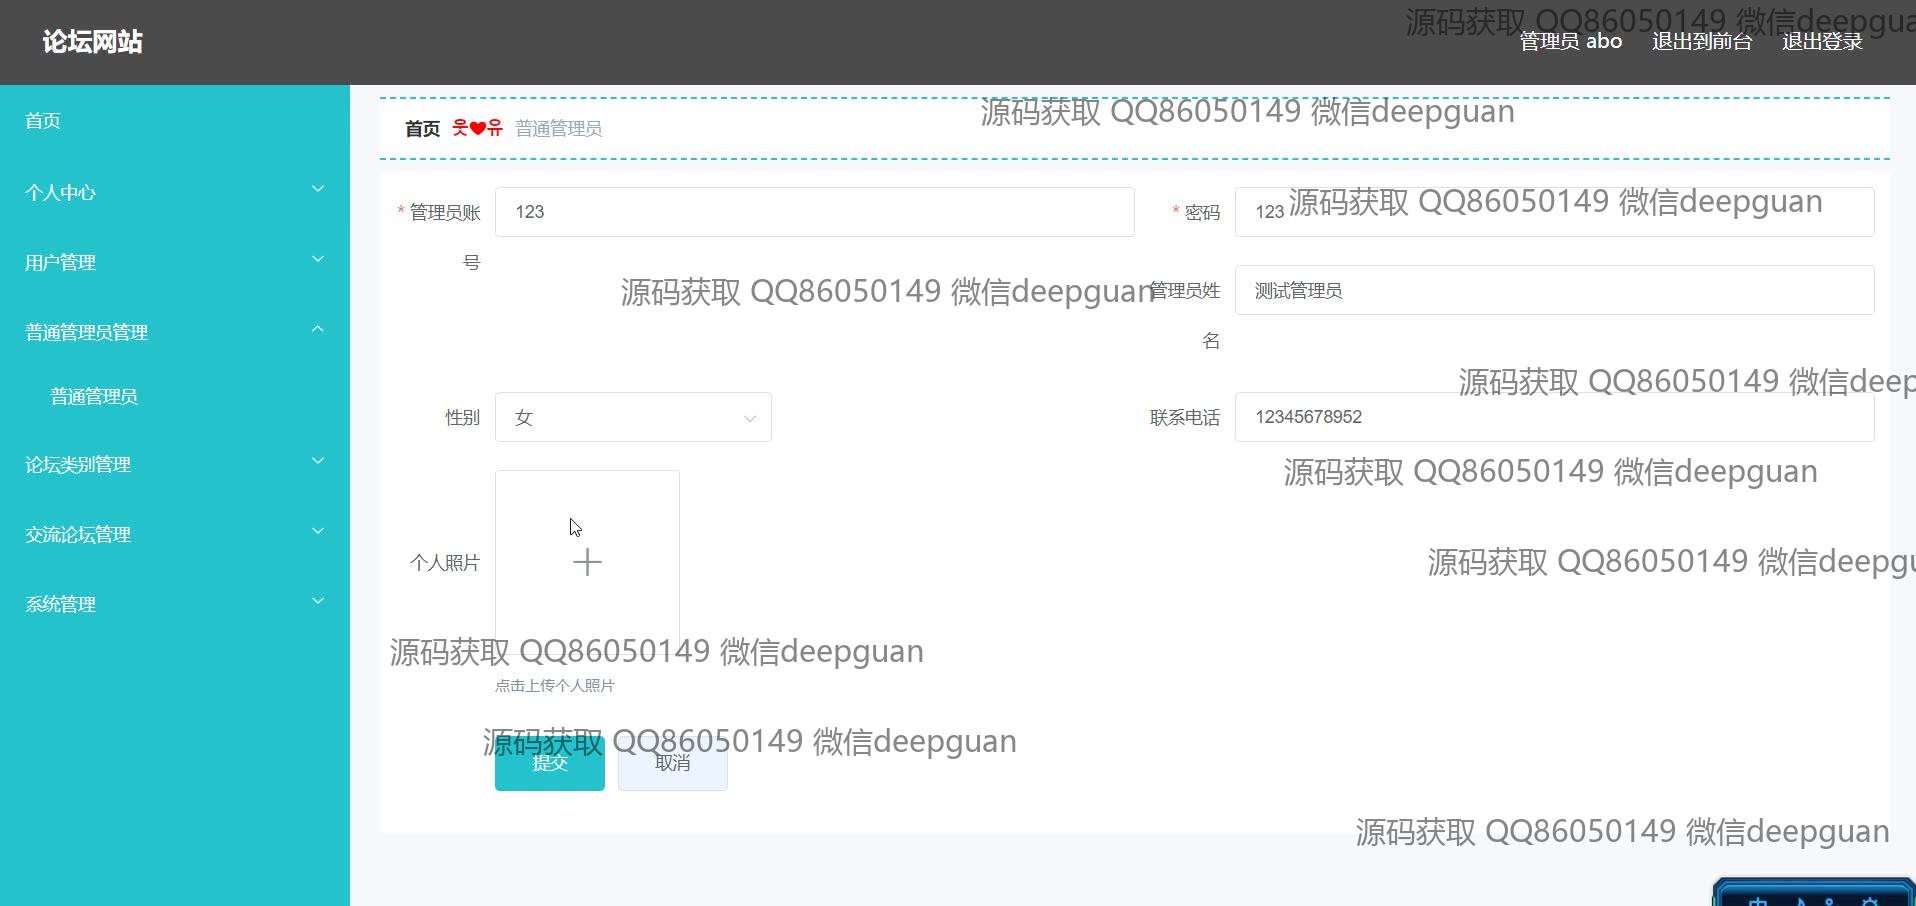 论坛网站
源码获取 QQ86050149 微信deepgua
管理员 abo 退出到前台 退出登录
首页
个人中心
用户管理
普通管理员管理
普通管理员
论坛类别管理
交流论坛管理
系统管理
源码获取 QQ86050149 微信deepguan
首页 웃❤유 普通管理员
* 管理员账号 123
* 密码 123
源码获取 QQ86050149 微信deepguan
源码获取 QQ86050149 微信deepguan
管理员姓名 测试管理员
源码获取 QQ86050149 微信deep
性别 女
联系电话 12345678952
源码获取 QQ86050149 微信deepguan
个人照片
源码获取 QQ86050149 微信deepgu
源码获取 QQ86050149 微信deepguan
点击上传个人照片
源码获取 QQ86050149 微信deepguan
提交 取消
源码获取 QQ86050149 微信deepguan